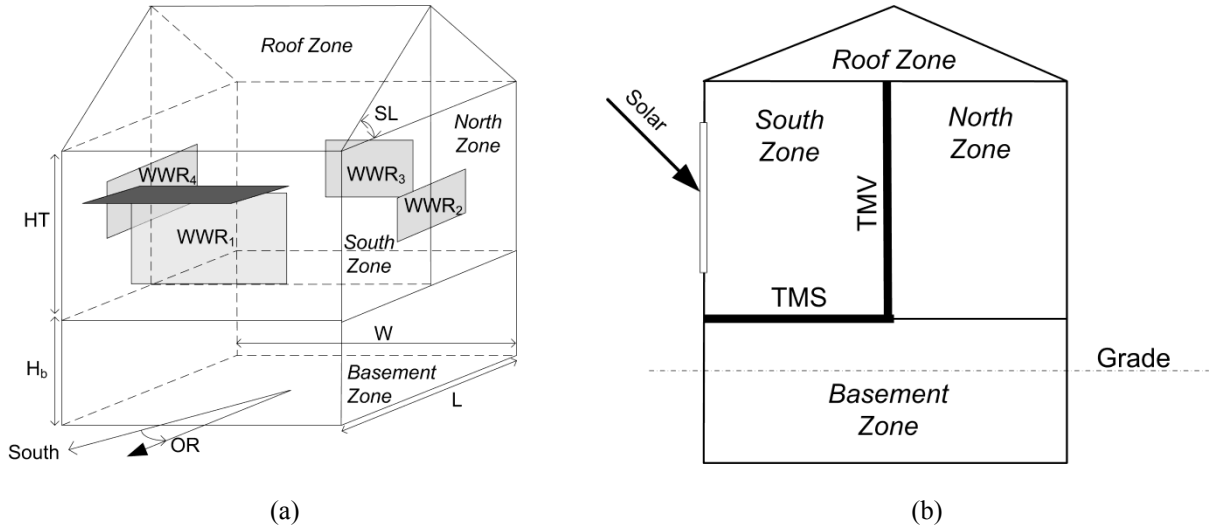 Roof Zone
SL
North
Zone
WWR4
WWR3
WWR2
HT
WWR1
South
Zone
W
Hb
Basement
Zone
L
South
OR
(a)
Roof Zone
Solar
South
Zone
North
Zone
TMV
TMS
Grade
Basement
Zone
(b)